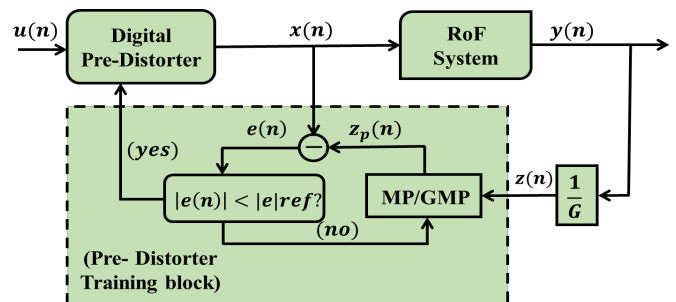 u(n)
Digital
Pre-Distorter
x(n)
RoF
System
y(n)
(yes)
e(n)
−
z_p(n)
|e(n)| < |e|ref?
(no)
MP/GMP
z(n)
1
G
(Pre- Distorter
Training block)